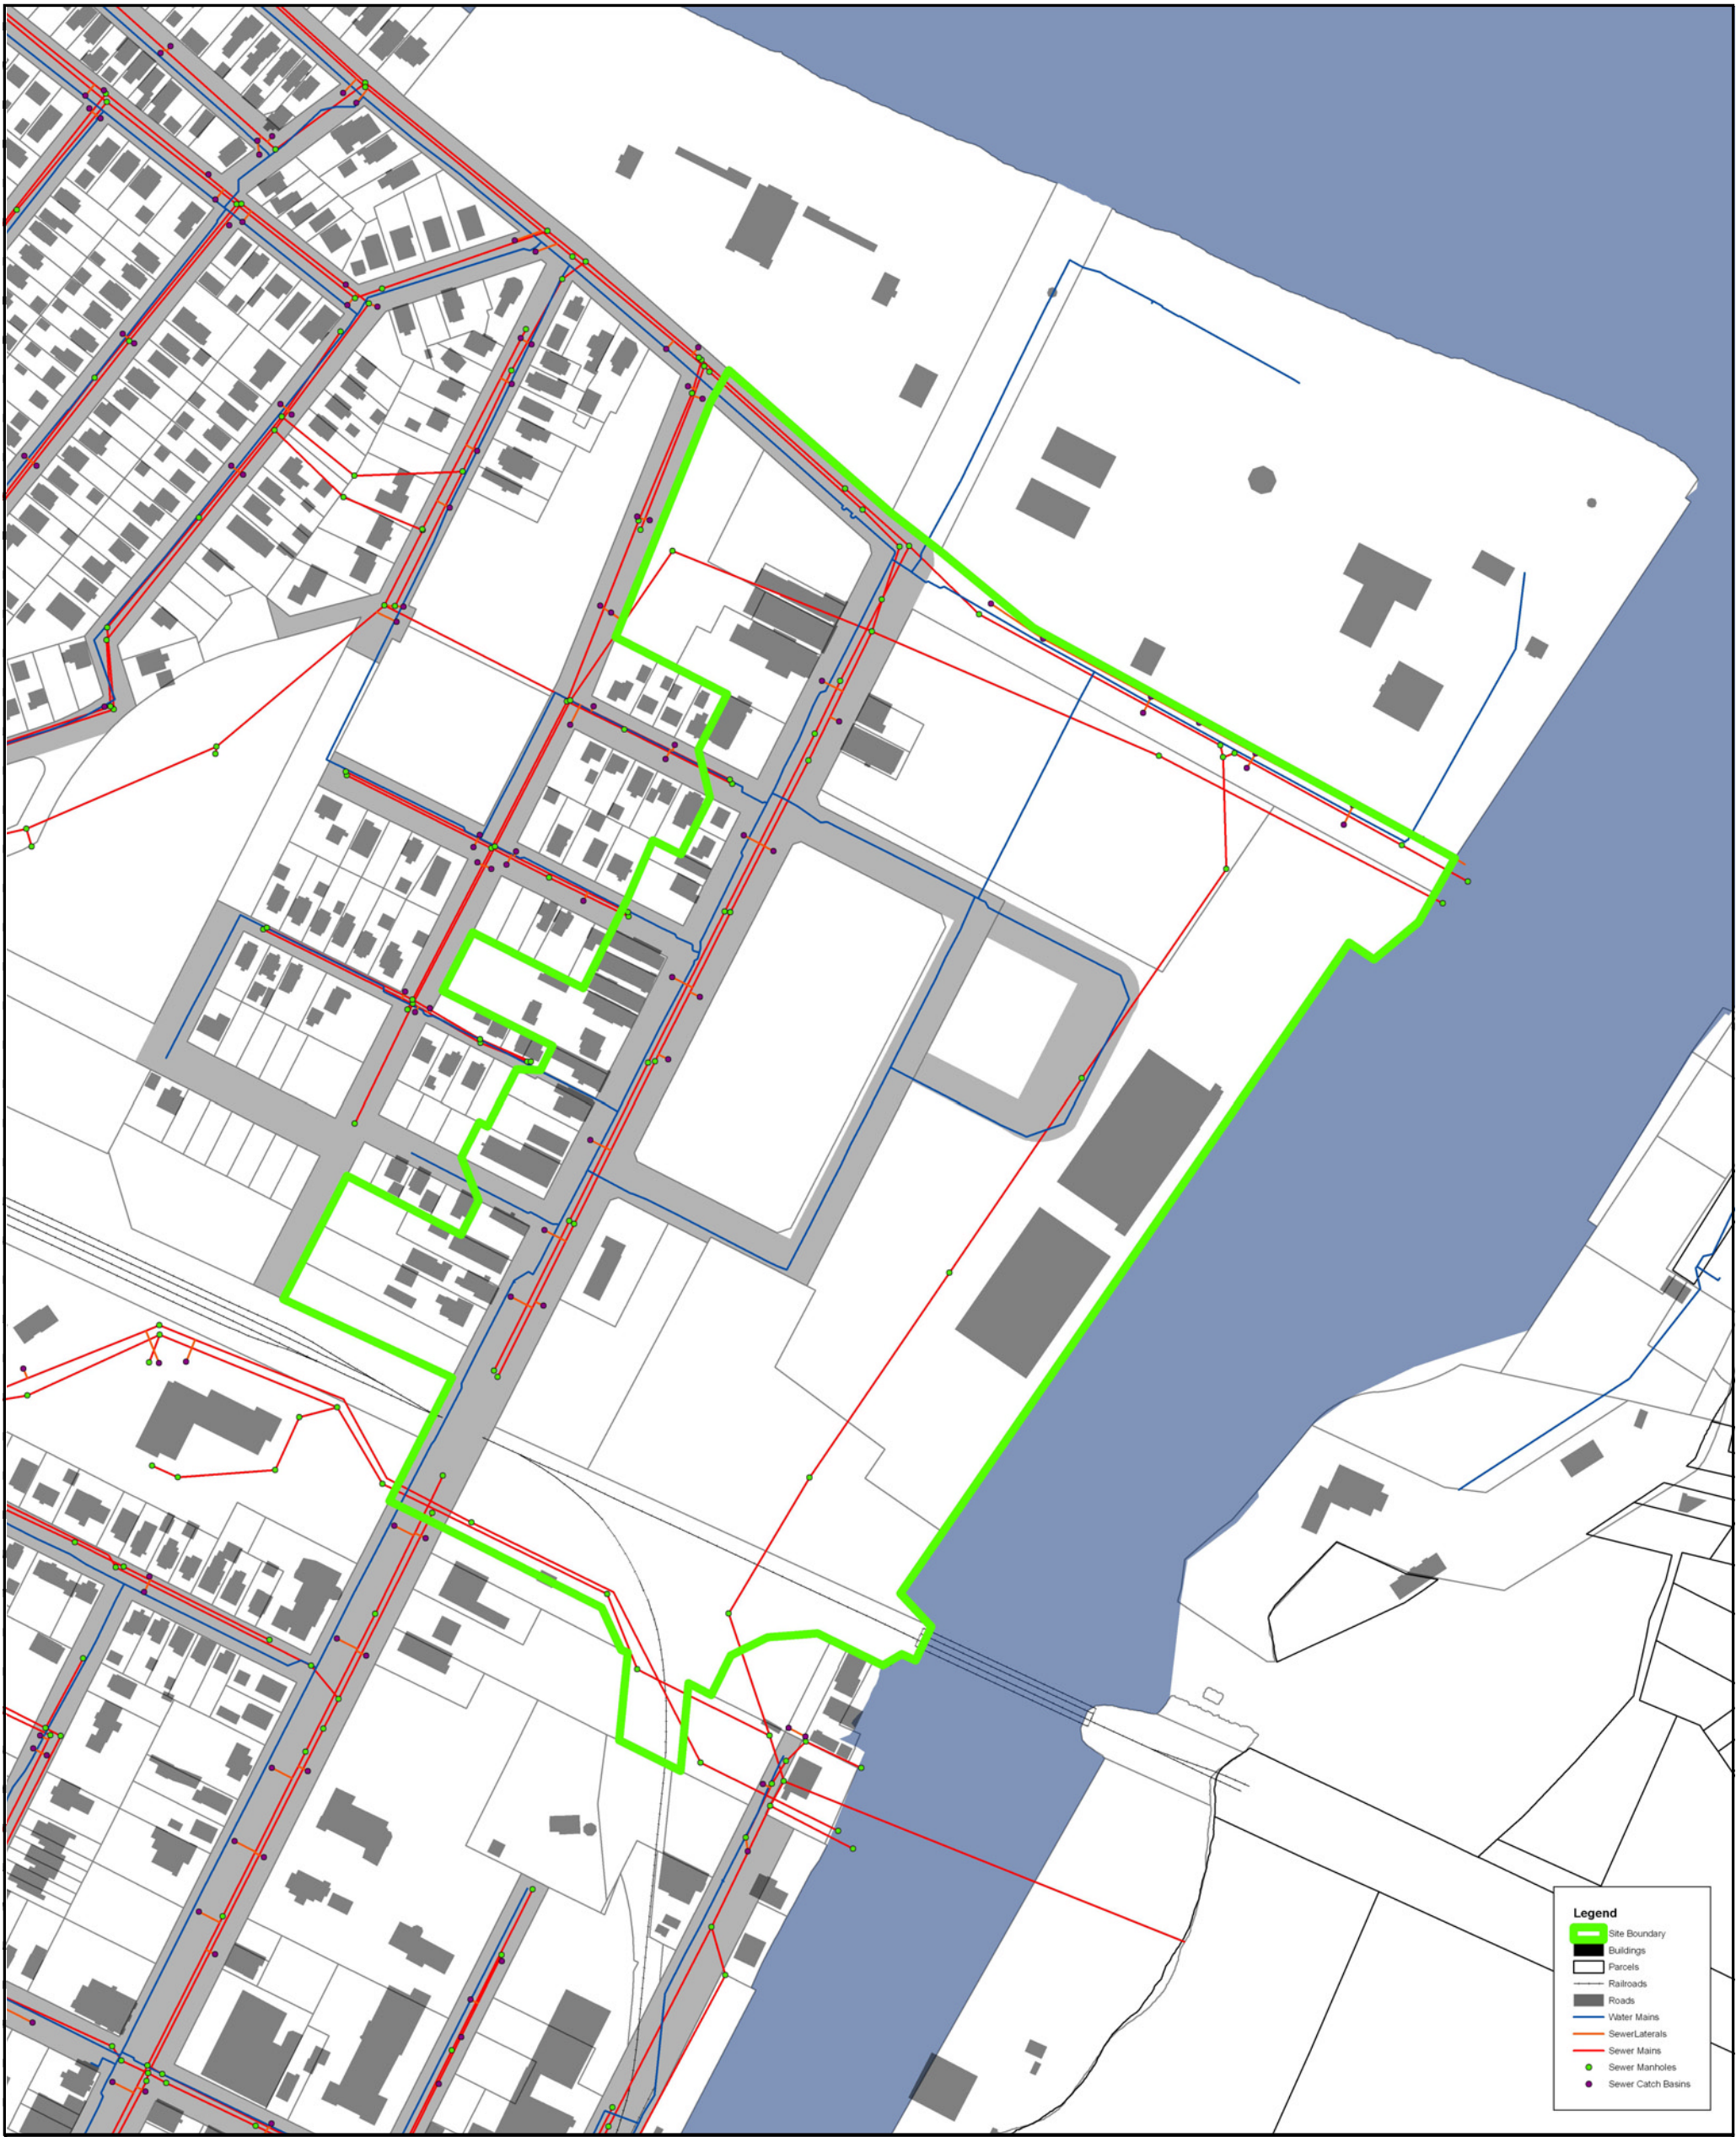 Legend
Site Boundary
Buildings
Parcels
Railroads
Roads
Water Mains
SewerLaterals
Sewer Mains
Sewer Manholes
Sewer Catch Basins